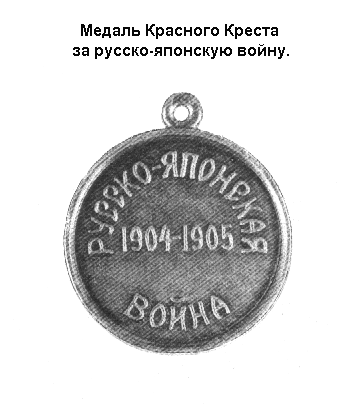 Медаль Красного Креста
за русско-японскую войну.
РУССКО-ЯПОНСКАЯ
1904-1905
ВОЙНА